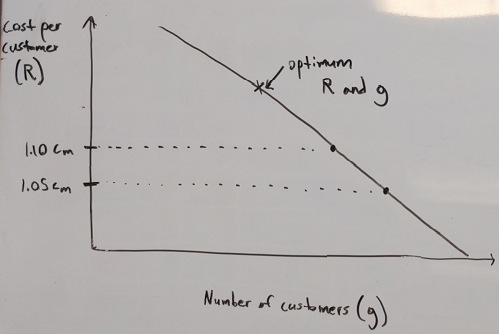 Cost per
customer
(R)
optimum
R and g
1.10 Cm
1.05 Cm
Number of customers (g)